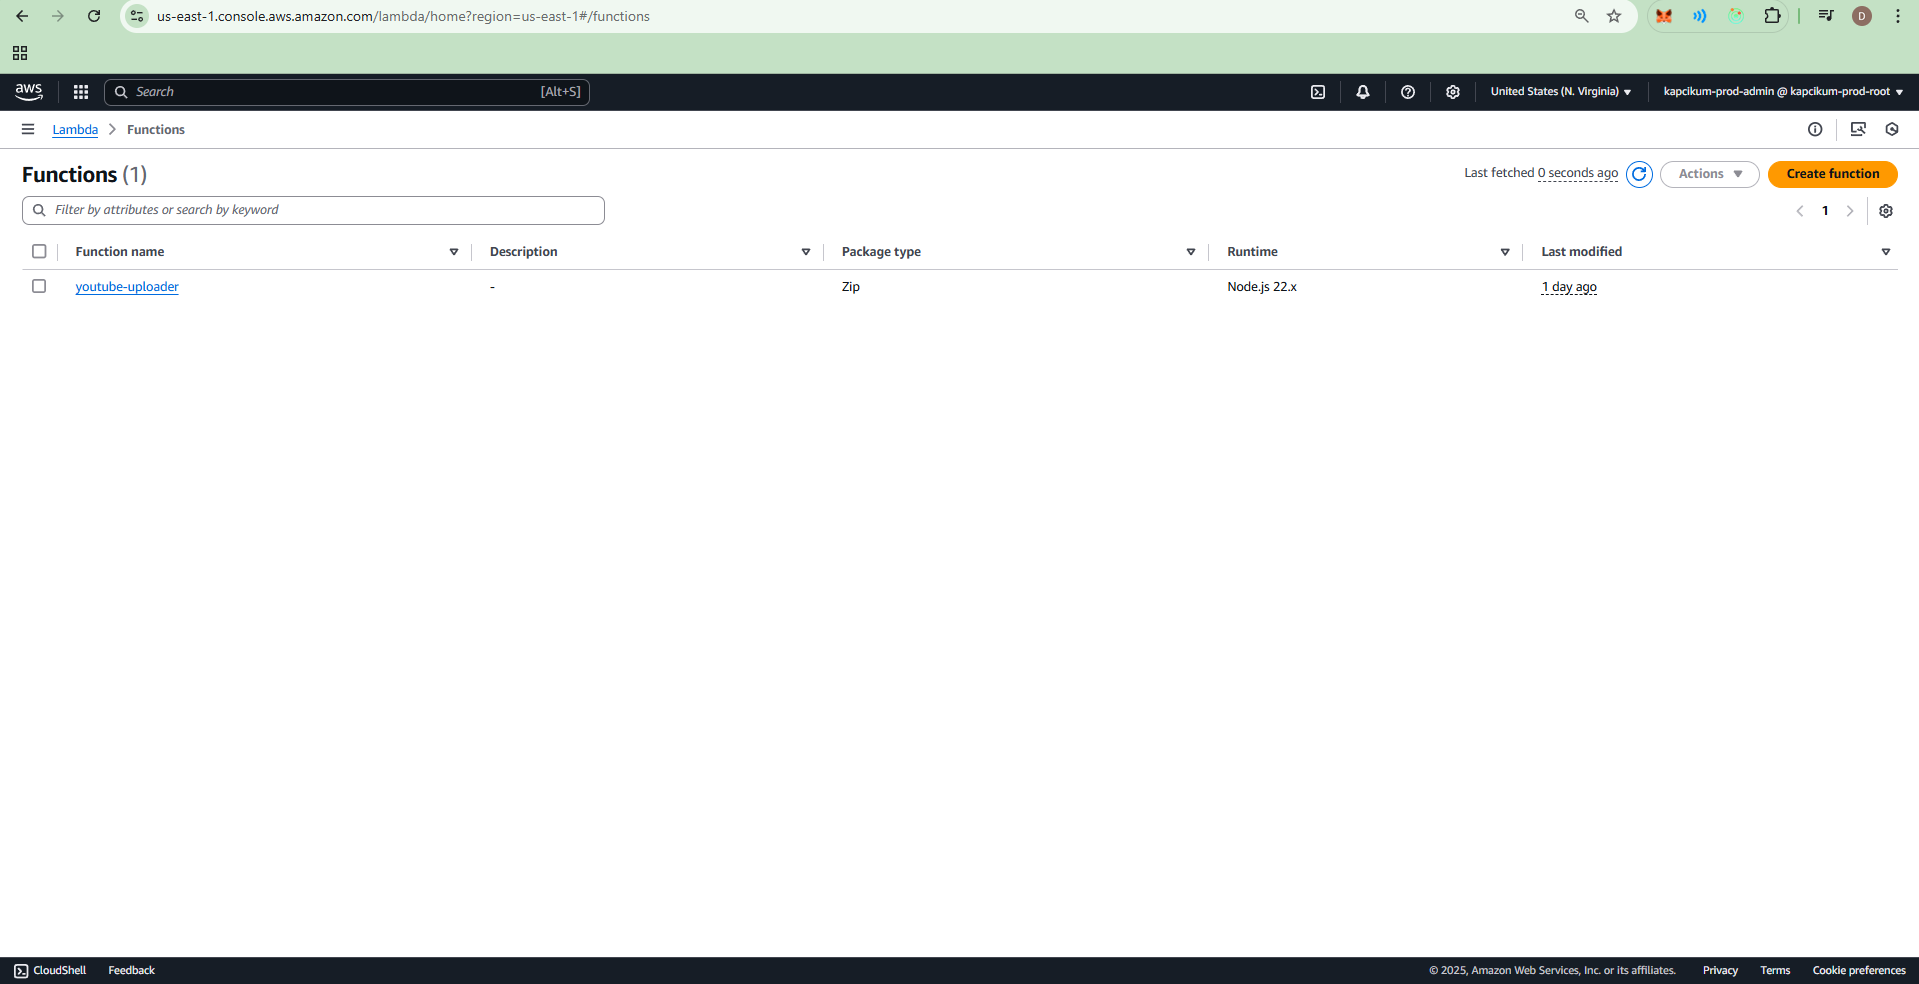 us-east-1.console.aws.amazon.com/lambda/home?region=us-east-1#/functions
D
aws
Search
[Alt+S]
United States (N. Virginia)
kapcikum-prod-admin @ kapcikum-prod-root
Lambda
Functions
Functions (1)
Last fetched 0 seconds ago
Actions
Create function
Filter by attributes or search by keyword
1
Function name
Description
Package type
Runtime
Last modified
youtube-uploader
-
Zip
Node.js 22.x
1 day ago
CloudShell
Feedback
© 2025, Amazon Web Services, Inc. or its affiliates.
Privacy
Terms
Cookie preferences